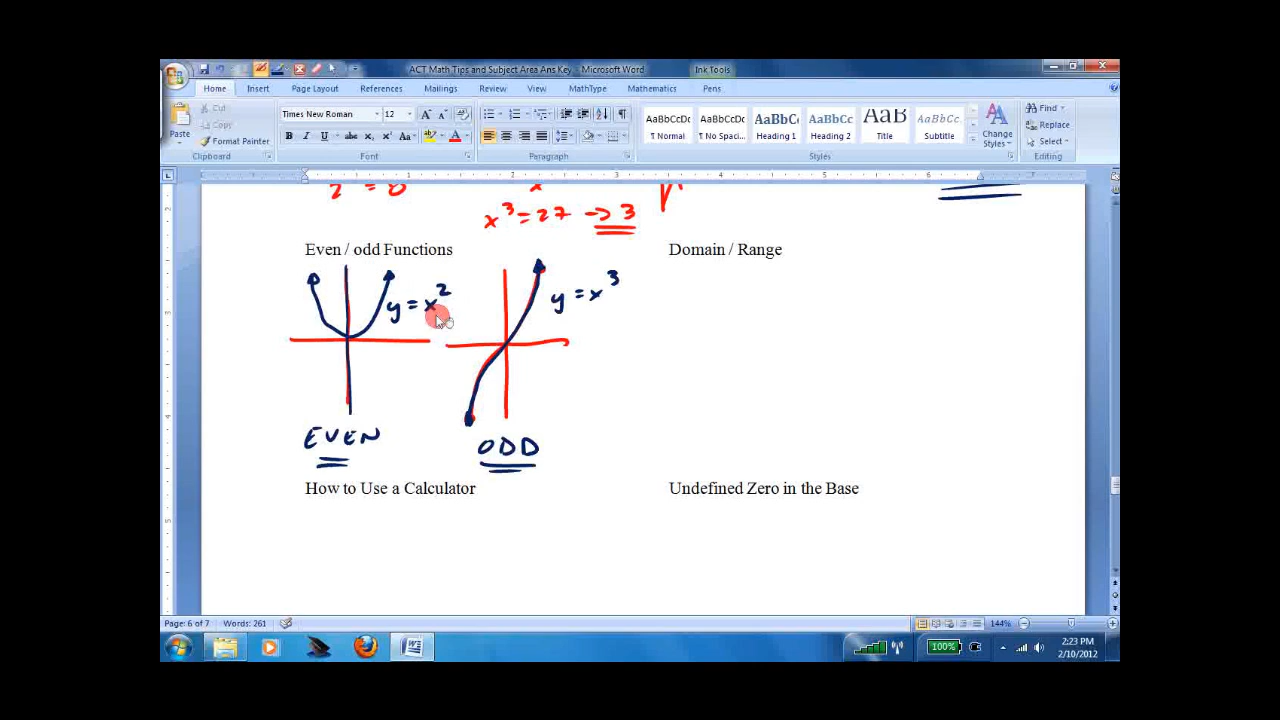 ACT Math Tips and Subject Area Ans Key - Microsoft Word
Ink Tools
Home Insert Page Layout References Mailings Review View MathType Mathematics Pens
Paste
Cut
Copy
Format Painter
Clipboard
Times New Roman 12
B I U abc x₂ x² Aa
Font
Paragraph
AaBbCcDc AaBbCcDc AaBbC AaBbCc AaB AaBbCc
¶ Normal ¶ No Spaci... Heading 1 Heading 2 Title Subtitle
Styles
Change Styles
Find
Replace
Select
Editing
x³=27 → 3
Even / odd Functions Domain / Range
y=x²
y=x³
EVEN
ODD
How to Use a Calculator Undefined Zero in the Base
Page: 6 of 7 Words: 261 144%
100%
2:23 PM
2/10/2012